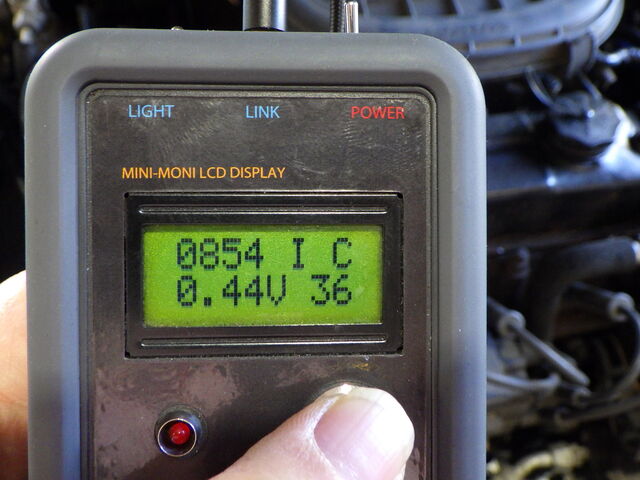 LIGHT LINK POWER
MINI-MONI LCD DISPLAY
0854 I C
0.44V 36